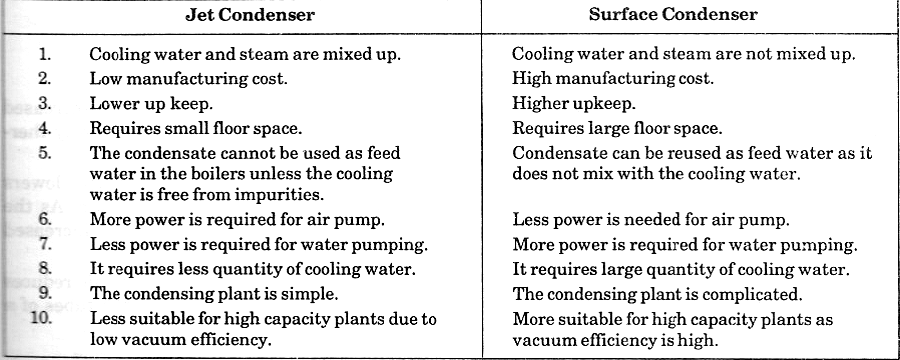 Jet Condenser Surface Condenser
1. Cooling water and steam are mixed up. Cooling water and steam are not mixed up.
2. Low manufacturing cost. High manufacturing cost.
3. Lower up keep. Higher upkeep.
4. Requires small floor space. Requires large floor space.
5. The condensate cannot be used as feed Condensate can be reused as feed water as it
water in the boilers unless the cooling does not mix with the cooling water.
water is free from impurities.
6. More power is required for air pump. Less power is needed for air pump.
7. Less power is required for water pumping. More power is required for water pumping.
8. It requires less quantity of cooling water. It requires large quantity of cooling water.
9. The condensing plant is simple. The condensing plant is complicated.
10. Less suitable for high capacity plants due to More suitable for high capacity plants as
low vacuum efficiency. vacuum efficiency is high.